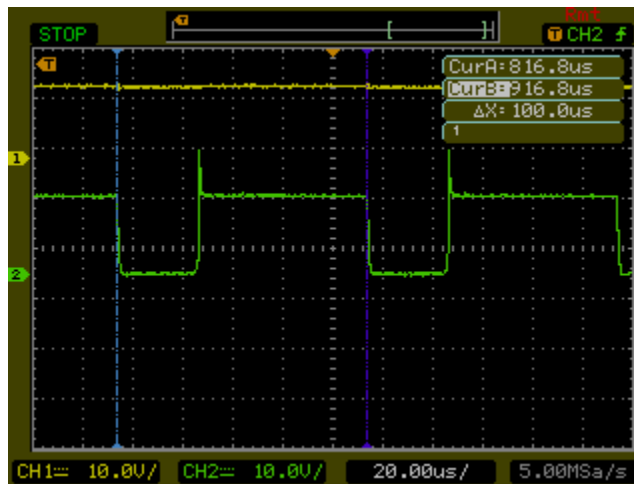 Rmt
STOP T T CH2
T
CurA=816.8us
CurB=916.8us
ΔX= 100.0us
1
1
2
CH1 10.0V/ CH2 10.0V/ 20.00us/ 5.00MSa/s